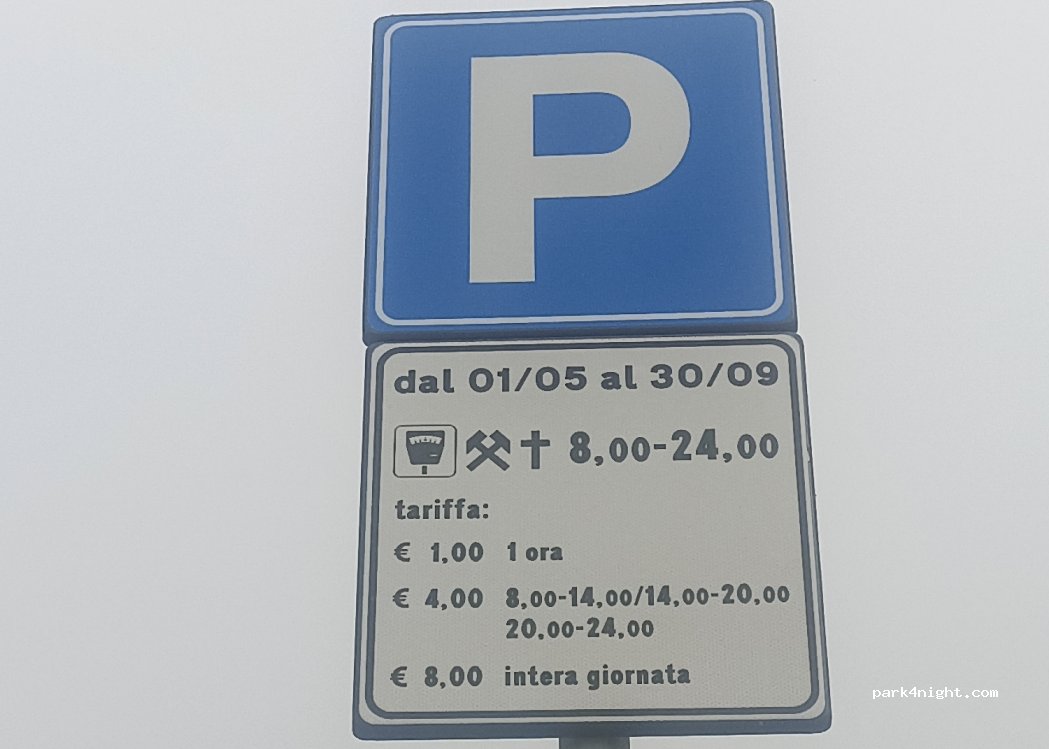 P
dal 01/05 al 30/09
8,00-24,00
tariffa:
€ 1,00 1 ora
€ 4,00 8,00-14,00/14,00-20,00
20,00-24,00
€ 8,00 intera giornata
park4night.com